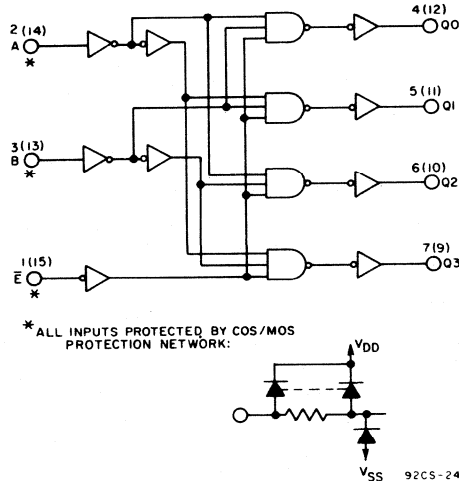 4 (12)
Q0
2 (14)
A
*
5 (11)
Q1
3 (13)
B
*
6 (10)
Q2
7 (9)
Q3
1 (15)
E̅
*
* ALL INPUTS PROTECTED BY COS/MOS
PROTECTION NETWORK:
VDD
VSS
92CS-24